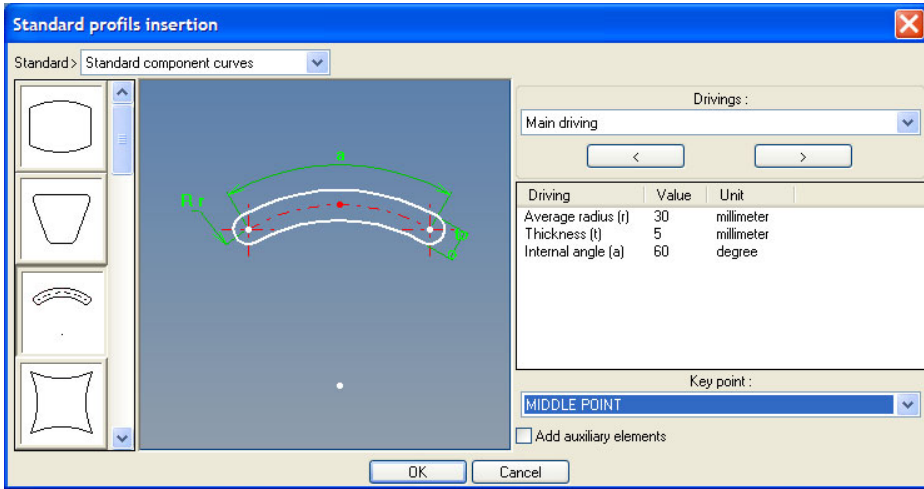 Standard profils insertion
Standard > Standard component curves
Drivings :
Main driving
< >
Driving Value Unit
Average radius (r) 30 millimeter
Thickness (t) 5 millimeter
Internal angle (a) 60 degree
a
Key point :
MIDDLE POINT
Add auxiliary elements
OK Cancel